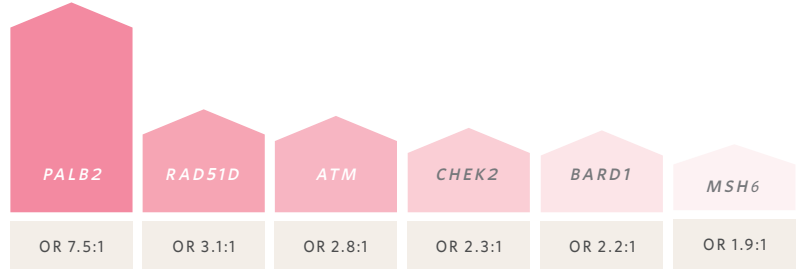 PALB2
RAD51D
ATM
CHEK2
BARD1
MSH6
OR 7.5:1
OR 3.1:1
OR 2.8:1
OR 2.3:1
OR 2.2:1
OR 1.9:1